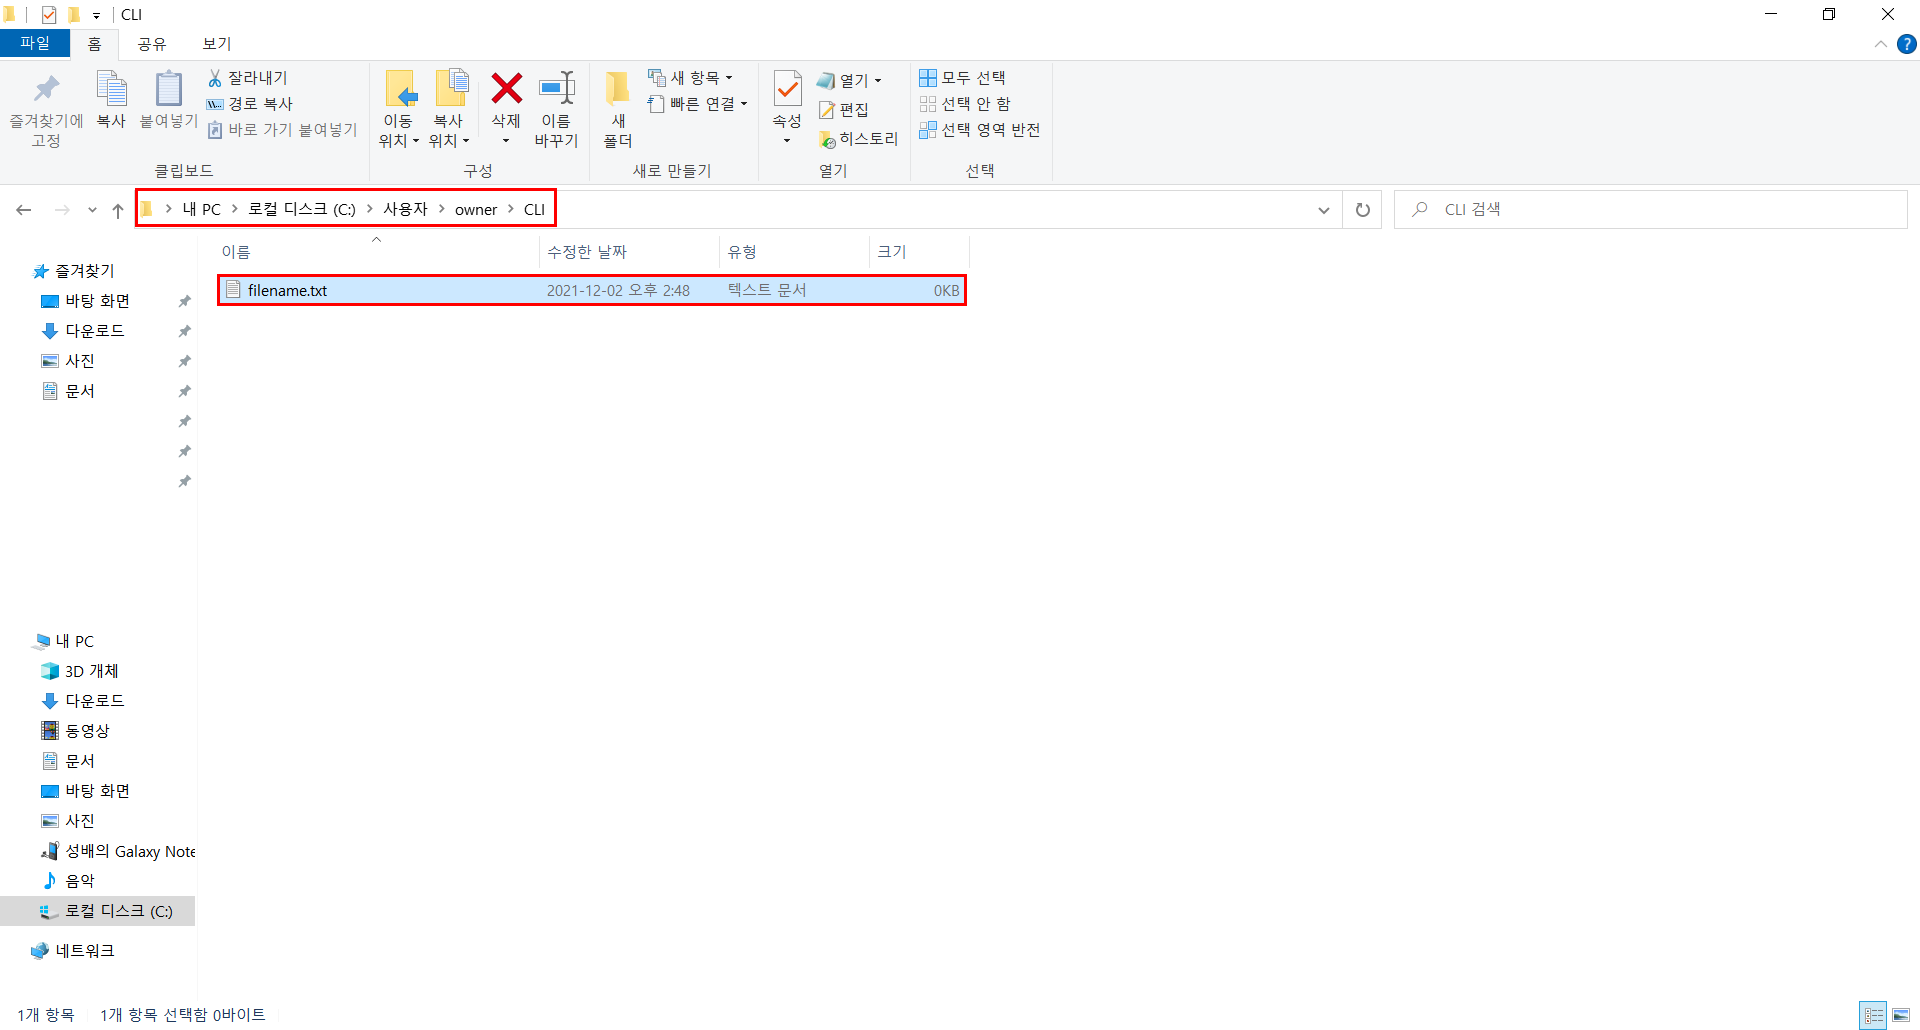 CLI
파일 홈 공유 보기
즐겨찾기에 고정
복사
붙여넣기
잘라내기
경로 복사
바로 가기 붙여넣기
클립보드
이동 위치
복사 위치
삭제
이름 바꾸기
구성
새 폴더
새 항목
빠른 연결
새로 만들기
속성
열기
편집
히스토리
열기
모두 선택
선택 안 함
선택 영역 반전
선택
내 PC > 로컬 디스크 (C:) > 사용자 > owner > CLI
CLI 검색
이름 수정한 날짜 유형 크기
filename.txt 2021-12-02 오후 2:48 텍스트 문서 0KB
즐겨찾기
바탕 화면
다운로드
사진
문서
내 PC
3D 개체
다운로드
동영상
문서
바탕 화면
사진
성배의 Galaxy Note
음악
로컬 디스크 (C:)
네트워크
1개 항목 1개 항목 선택함 0바이트